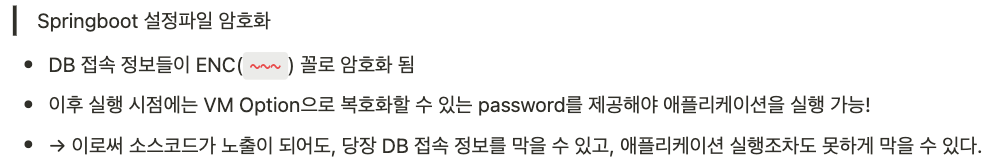 Springboot 설정파일 암호화
• DB 접속 정보들이 ENC(~~~) 꼴로 암호화 됨
• 이후 실행 시점에는 VM Option으로 복호화할 수 있는 password를 제공해야 애플리케이션을 실행 가능!
• → 이로써 소스코드가 노출이 되어도, 당장 DB 접속 정보를 막을 수 있고, 애플리케이션 실행조차도 못하게 막을 수 있다.